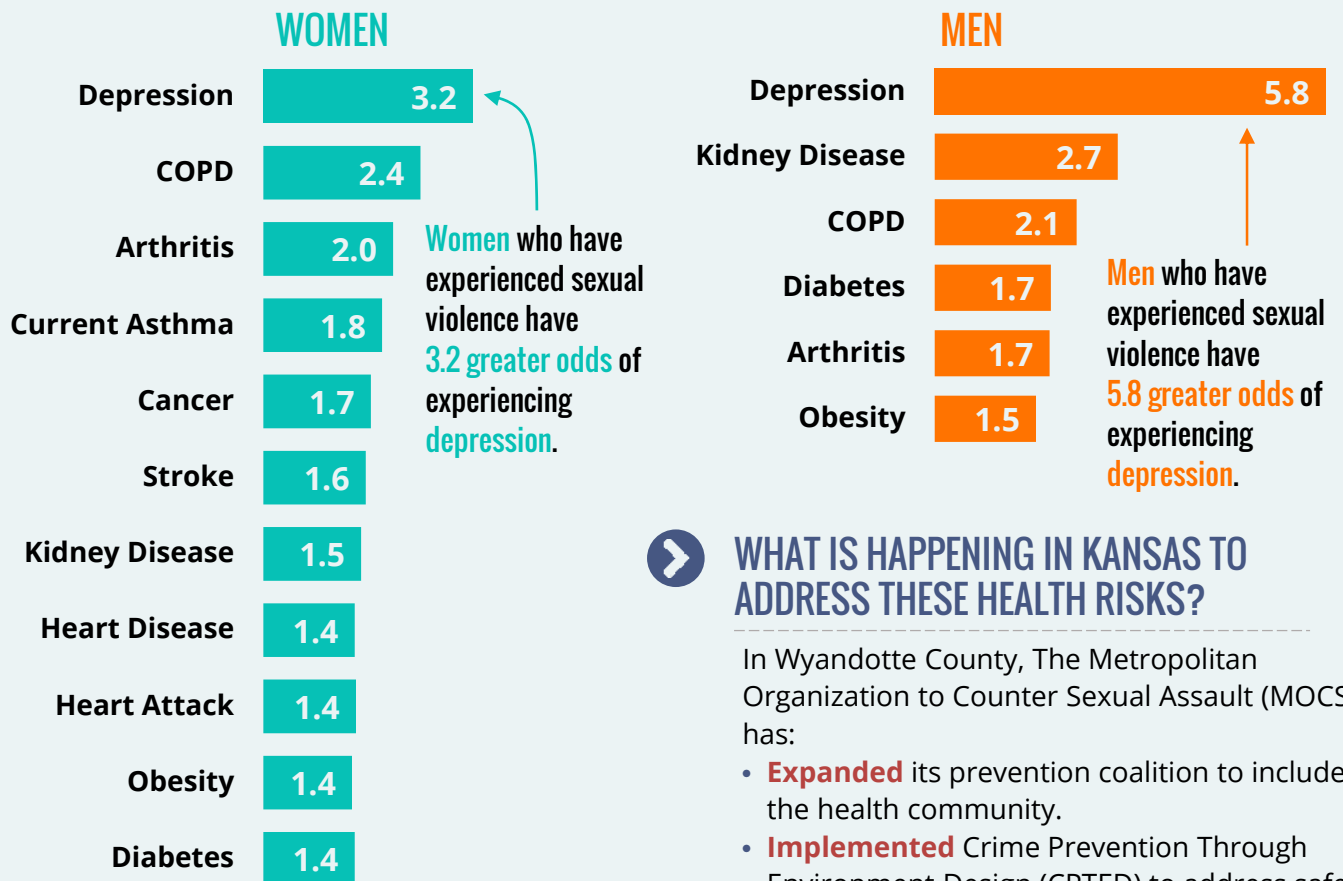 WOMEN
Depression 3.2
COPD 2.4
Arthritis 2.0
Current Asthma 1.8
Cancer 1.7
Stroke 1.6
Kidney Disease 1.5
Heart Disease 1.4
Heart Attack 1.4
Obesity 1.4
Diabetes 1.4
Women who have
experienced sexual
violence have
3.2 greater odds of
experiencing
depression.
MEN
Depression 5.8
Kidney Disease 2.7
COPD 2.1
Diabetes 1.7
Arthritis 1.7
Obesity 1.5
Men who have
experienced sexual
violence have
5.8 greater odds of
experiencing
depression.
WHAT IS HAPPENING IN KANSAS TO
ADDRESS THESE HEALTH RISKS?
In Wyandotte County, The Metropolitan
Organization to Counter Sexual Assault (MOCS
has:
• Expanded its prevention coalition to include
the health community.
• Implemented Crime Prevention Through
Environment Design (CPTED) to address